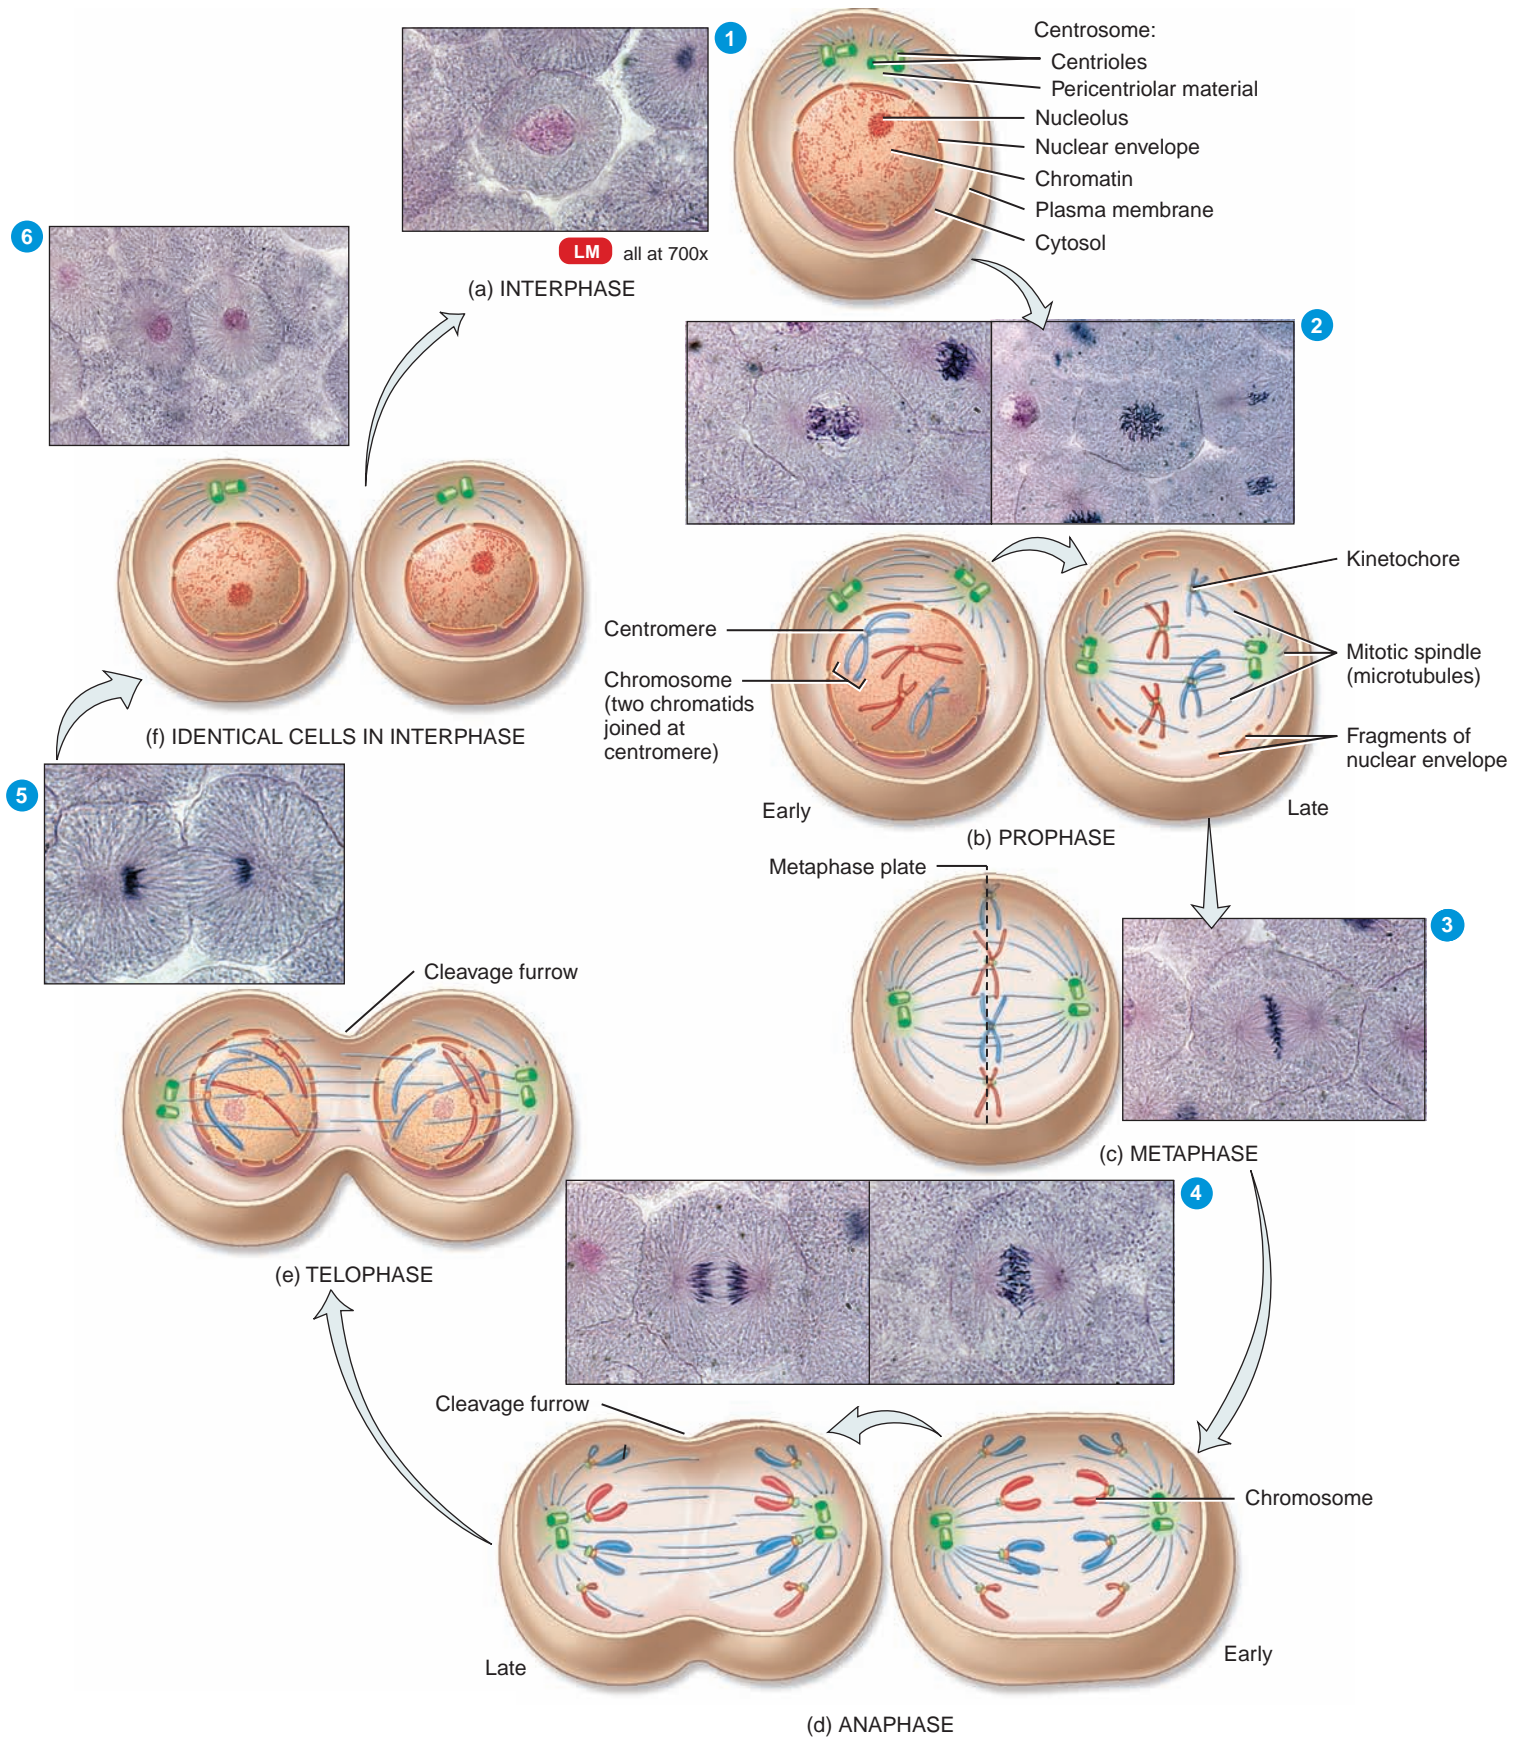 1
Centrosome:
Centrioles
Pericentriolar material
Nucleolus
Nuclear envelope
Chromatin
Plasma membrane
Cytosol
LM all at 700x
(a) INTERPHASE
2
Kinetochore
Mitotic spindle
(microtubules)
Fragments of
nuclear envelope
Centromere
Chromosome
(two chromatids
joined at
centromere)
Early
Late
(b) PROPHASE
Metaphase plate
3
(c) METAPHASE
4
Cleavage furrow
Chromosome
Late
Early
(d) ANAPHASE
5
Cleavage furrow
(e) TELOPHASE
6
(f) IDENTICAL CELLS IN INTERPHASE